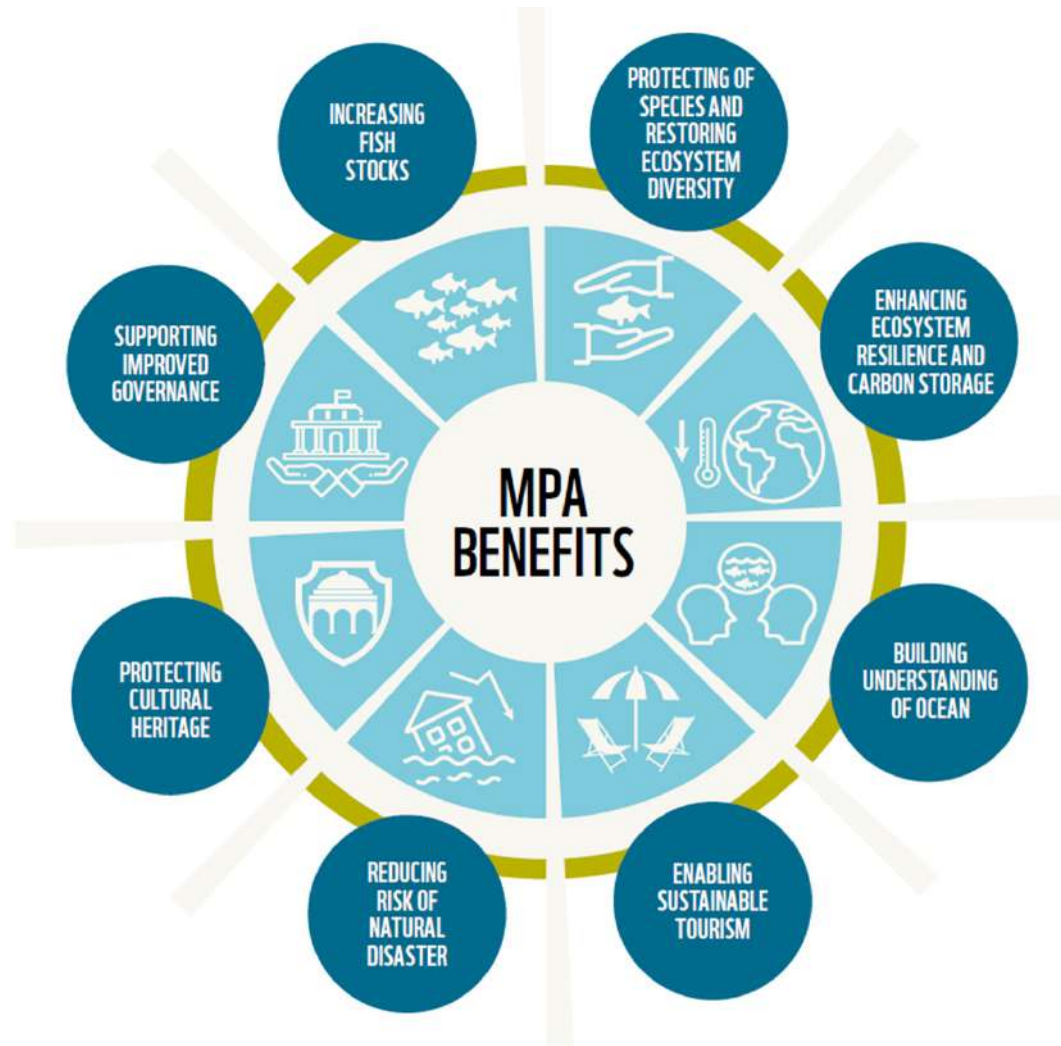 INCREASING
FISH
STOCKS
PROTECTING OF
SPECIES AND
RESTORING
ECOSYSTEM
DIVERSITY
SUPPORTING
IMPROVED
GOVERNANCE
ENHANCING
ECOSYSTEM
RESILIENCE AND
CARBON STORAGE
MPA
BENEFITS
PROTECTING
CULTURAL
HERITAGE
BUILDING
UNDERSTANDING
OF OCEAN
REDUCING
RISK OF
NATURAL
DISASTER
ENABLING
SUSTAINABLE
TOURISM